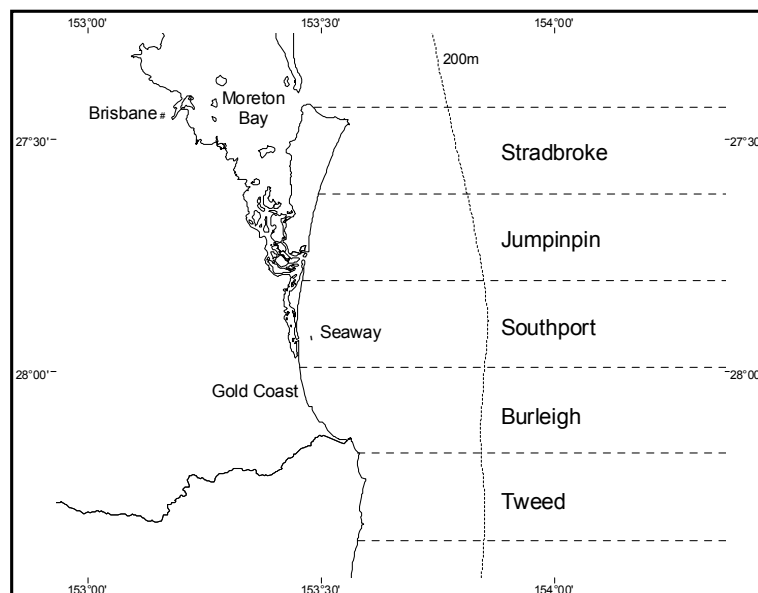 153°00' 153°30' 154°00'
200m
Moreton
Bay
Brisbane
27°30' 27°30'
Stradbroke
Jumpinpin
Southport
Seaway
28°00' 28°00'
Gold Coast
Burleigh
Tweed
153°00' 153°30' 154°00'